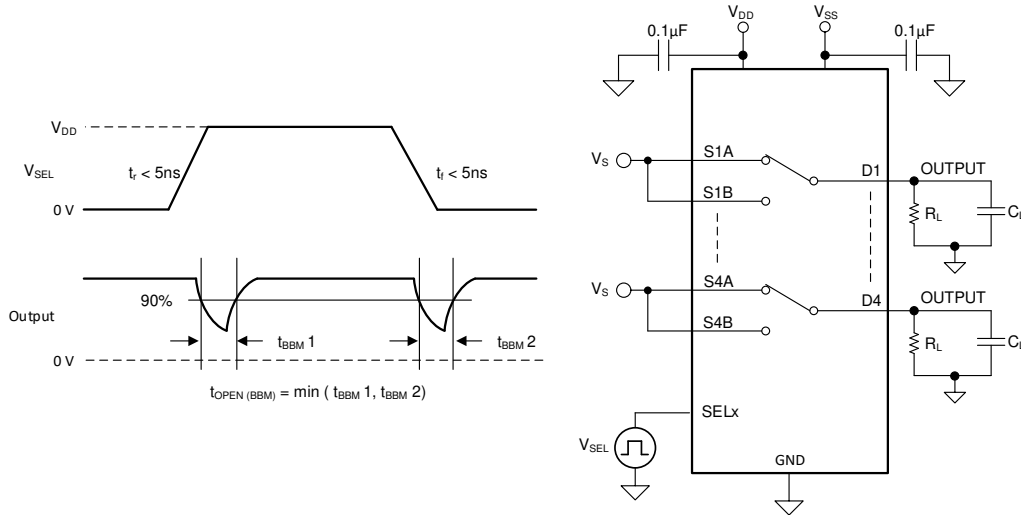 V_DD
V_SEL
t_r < 5ns
t_f < 5ns
0 V
90%
Output
t_BBM 1
t_BBM 2
0 V
t_OPEN (BBM) = min ( t_BBM 1, t_BBM 2)
V_DD
V_SS
0.1µF
0.1µF
V_S
S1A
S1B
D1
OUTPUT
R_L
V_S
S4A
S4B
D4
OUTPUT
R_L
SELx
V_SEL
GND